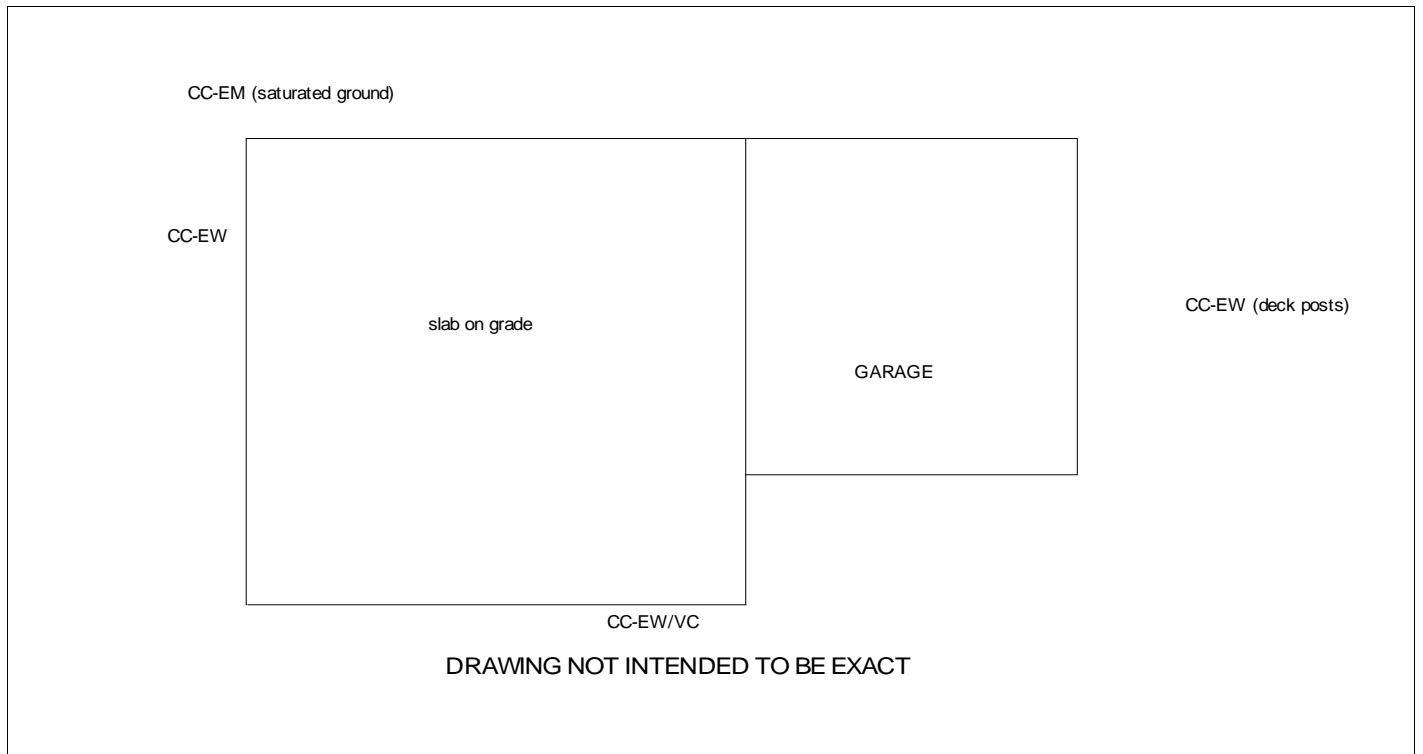 CC-EM (saturated ground)
CC-EW
CC-EW (deck posts)
slab on grade
GARAGE
CC-EW/VC
DRAWING NOT INTENDED TO BE EXACT